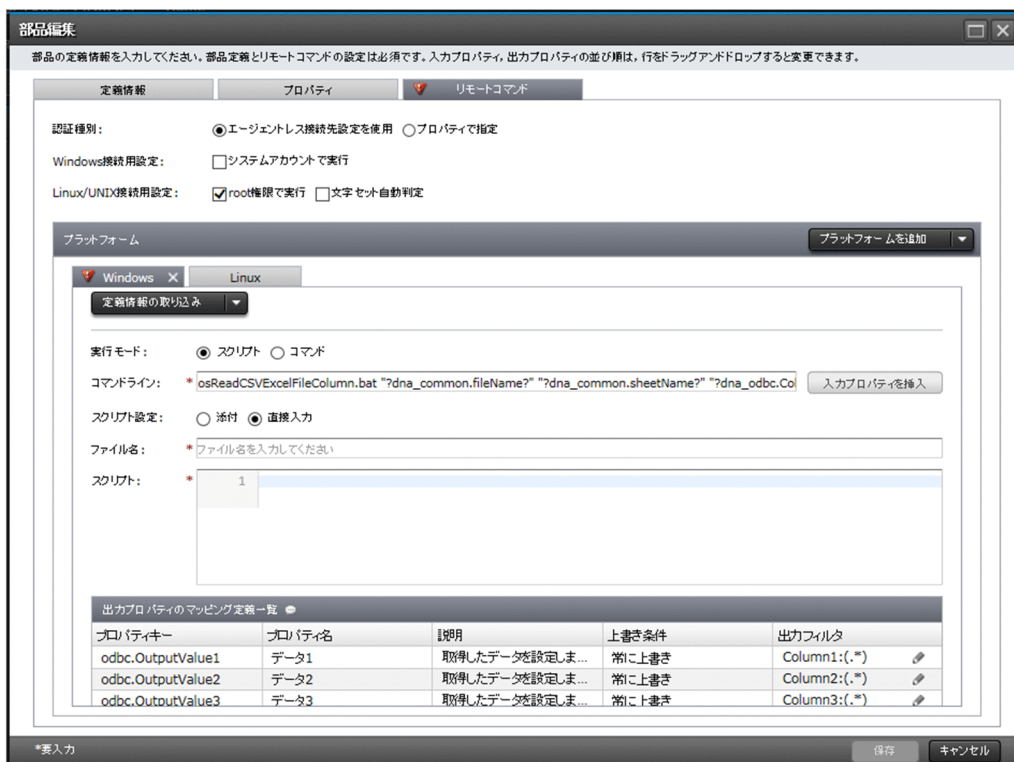 部品編集
部品の定義情報を入力してください。部品定義とリモートコマンドの設定は必須です。入力プロパティ,出力プロパティの並び順は,行をドラッグアンドドロップすると変更できます。
定義情報 プロパティ リモートコマンド
認証種別: エージェントレス接続先設定を使用 プロパティで指定
Windows接続用設定: システムアカウントで実行
Linux/UNIX接続用設定: root権限で実行 文字セット自動判定
プラットフォーム プラットフォームを追加
Windows Linux
定義情報の取り込み
実行モード: スクリプト コマンド
コマンドライン: * osReadCSVExcelFileColumn.bat "?dna_common.fileName?" "?dna_common.sheetName?" "?dna_odbc.Col 入力プロパティを挿入
スクリプト設定: 添付 直接入力
ファイル名: * ファイル名を入力してください
スクリプト: * 1
出力プロパティのマッピング定義一覧
プロパティキー プロパティ名 説明 上書き条件 出力フィルタ
odbc.OutputValue1 データ1 取得したデータを設定しま... 常に上書き Column1:(.*)
odbc.OutputValue2 データ2 取得したデータを設定しま... 常に上書き Column2:(.*)
odbc.OutputValue3 データ3 取得したデータを設定しま... 常に上書き Column3:(.*)
*要入力 保存 キャンセル